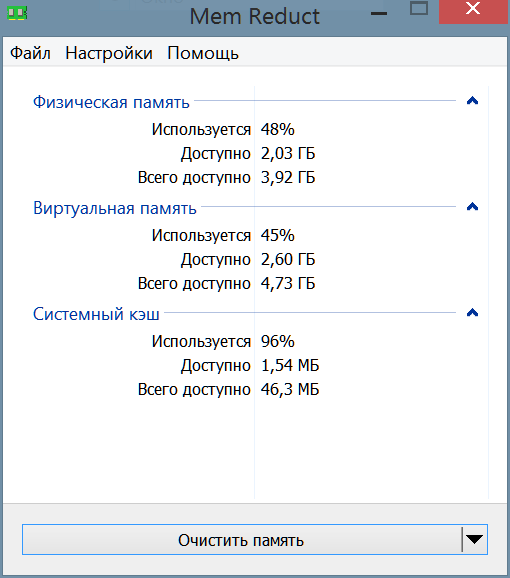 Mem Reduct
Файл Настройки Помощь
Физическая память
Используется 48%
Доступно 2,03 ГБ
Всего доступно 3,92 ГБ
Виртуальная память
Используется 45%
Доступно 2,60 ГБ
Всего доступно 4,73 ГБ
Системный кэш
Используется 96%
Доступно 1,54 МБ
Всего доступно 46,3 МБ
Очистить память